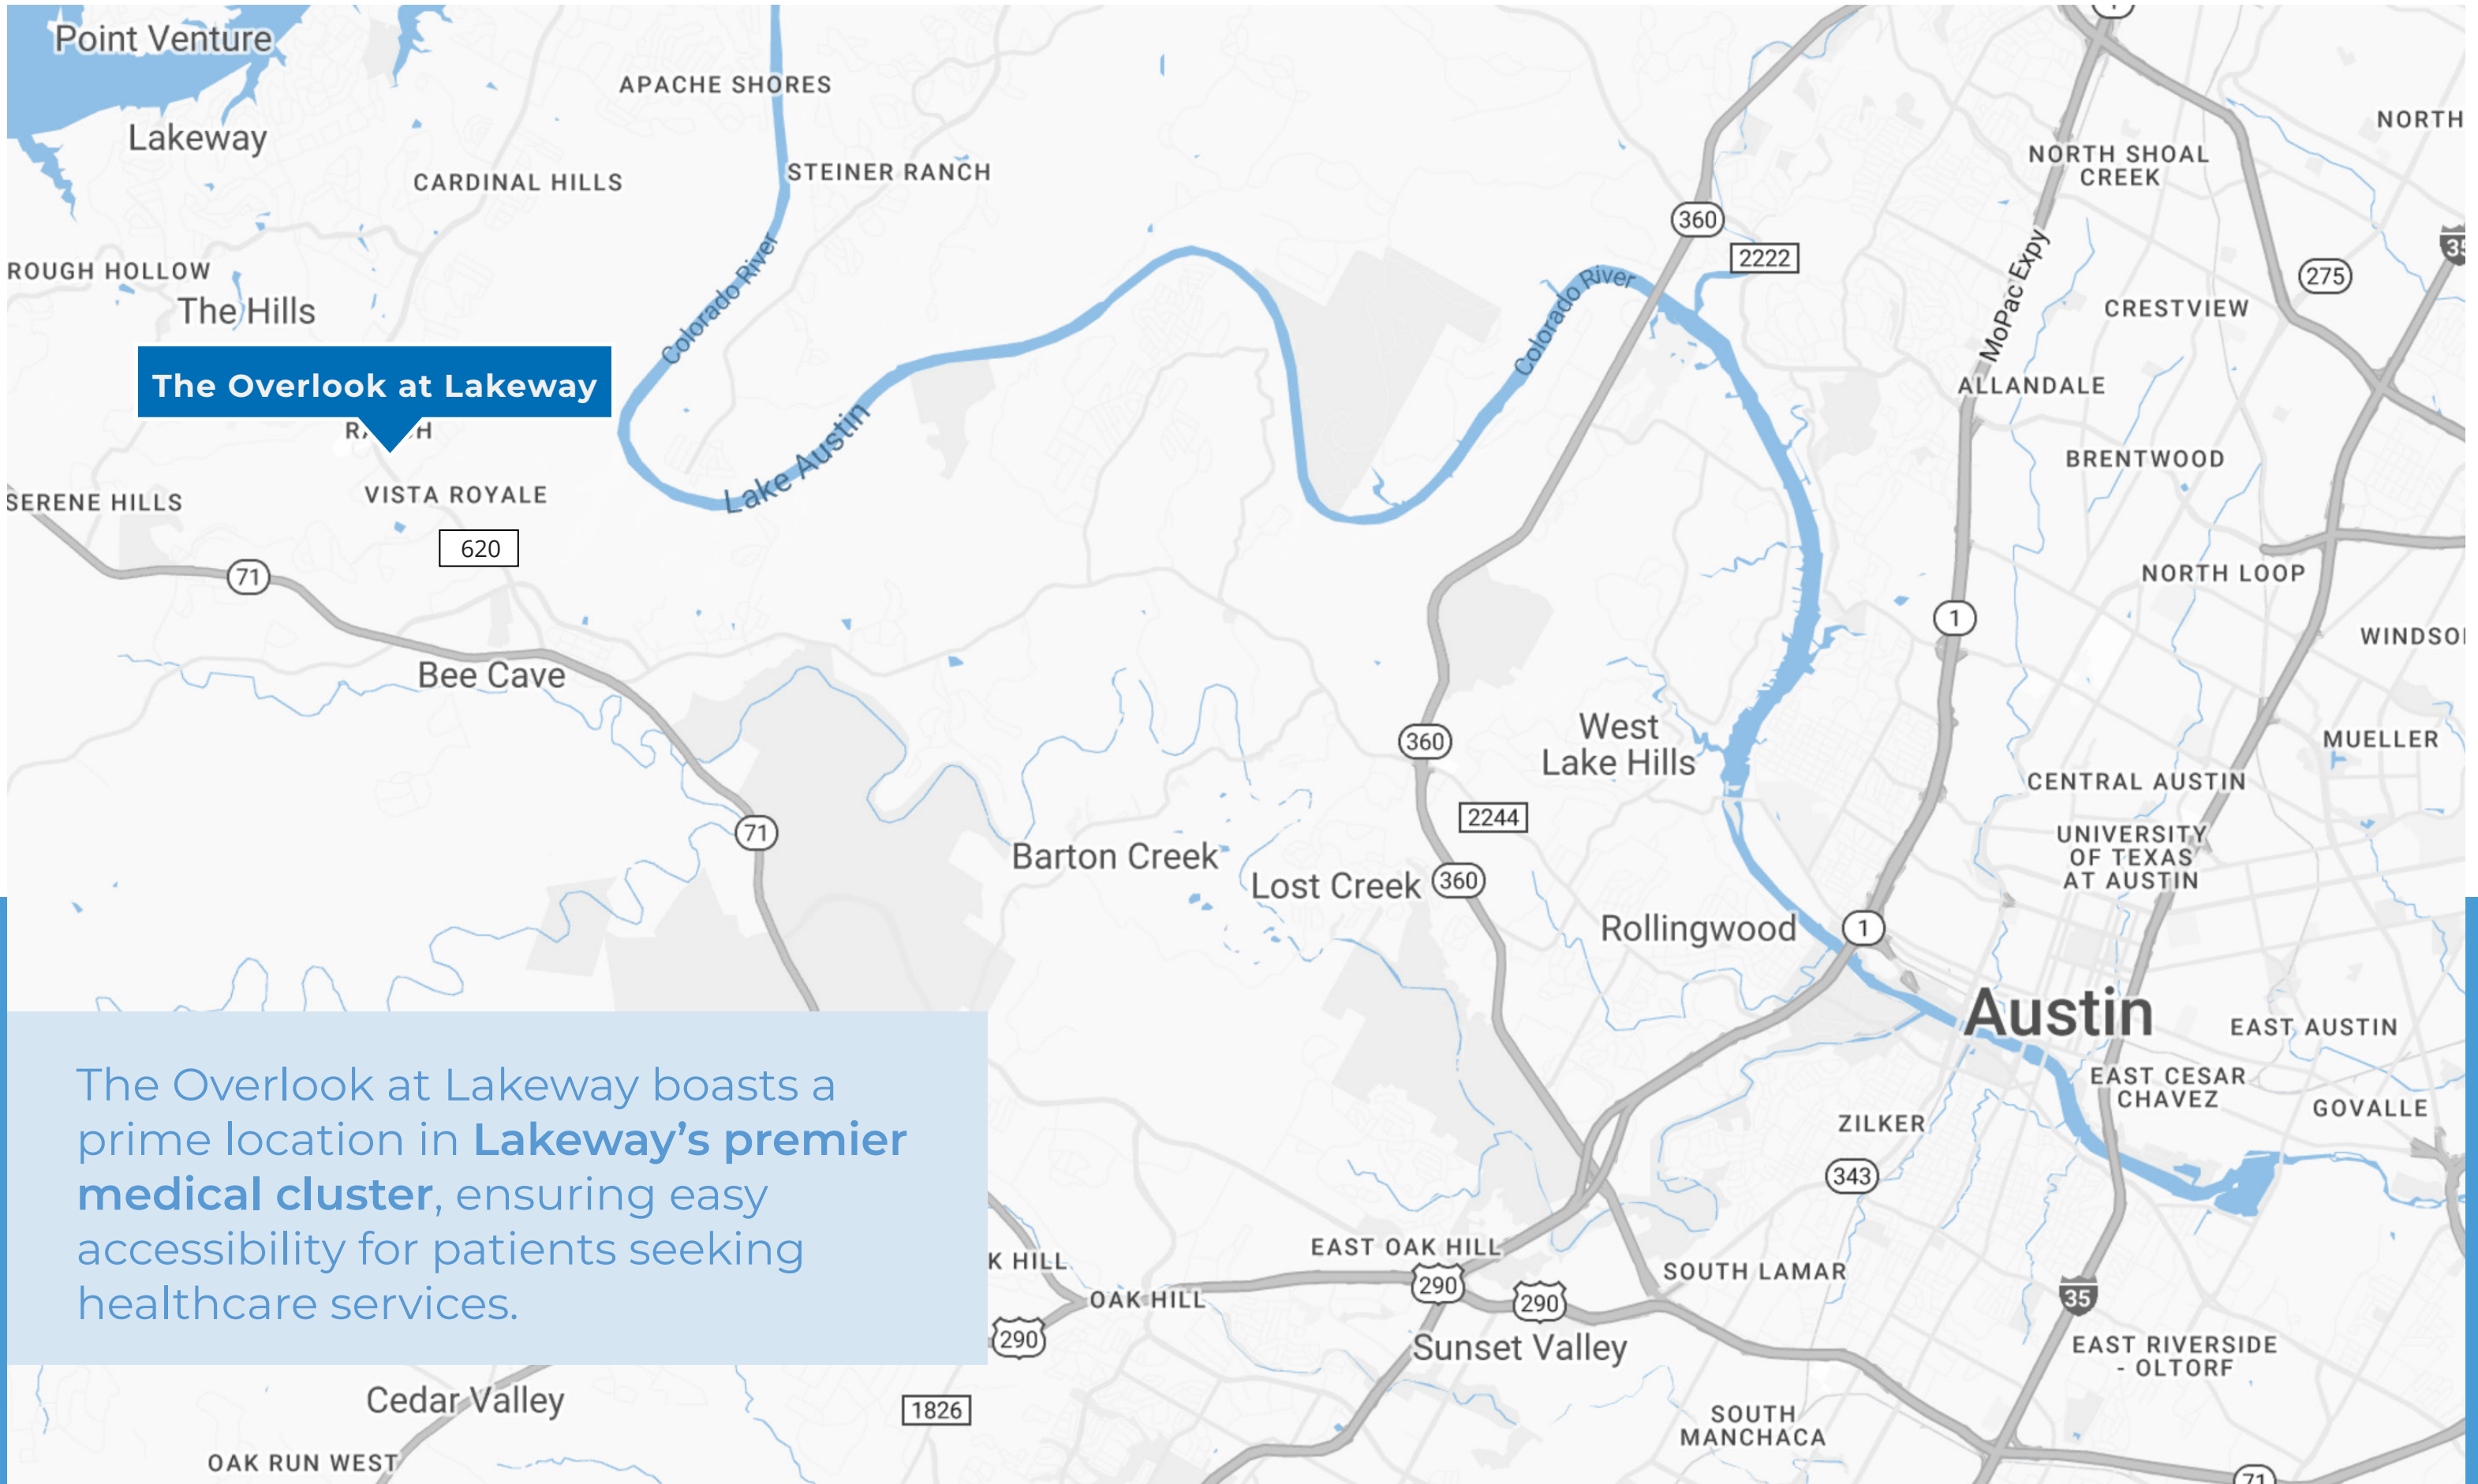 Point Venture
APACHE SHORES
Lakeway
CARDINAL HILLS
STEINER RANCH
NORTH
NORTH SHOAL
CREEK
360
2222
MoPac Expy
35
275
ROUGH HOLLOW
The Hills
Colorado River
Colorado River
CRESTVIEW
The Overlook at Lakeway
ALLANDALE
Lake Austin
BRENTWOOD
SERENE HILLS
VISTA ROYALE
620
71
NORTH LOOP
1
Bee Cave
West
Lake Hills
360
MUELLER
CENTRAL AUSTIN
2244
71
UNIVERSITY
OF TEXAS
AT AUSTIN
Barton Creek
Lost Creek
360
Rollingwood
1
Austin
EAST AUSTIN
EAST CESAR
CHAVEZ
GOVALLE
ZILKER
343
The Overlook at Lakeway boasts a
prime location in Lakeway’s premier
medical cluster, ensuring easy
accessibility for patients seeking
healthcare services.
K HILL
EAST OAK HILL
290
290
SOUTH LAMAR
OAK HILL
35
290
Sunset Valley
EAST RIVERSIDE
- OLTORF
Cedar Valley
1826
SOUTH
MANCHACA
OAK RUN WEST
71